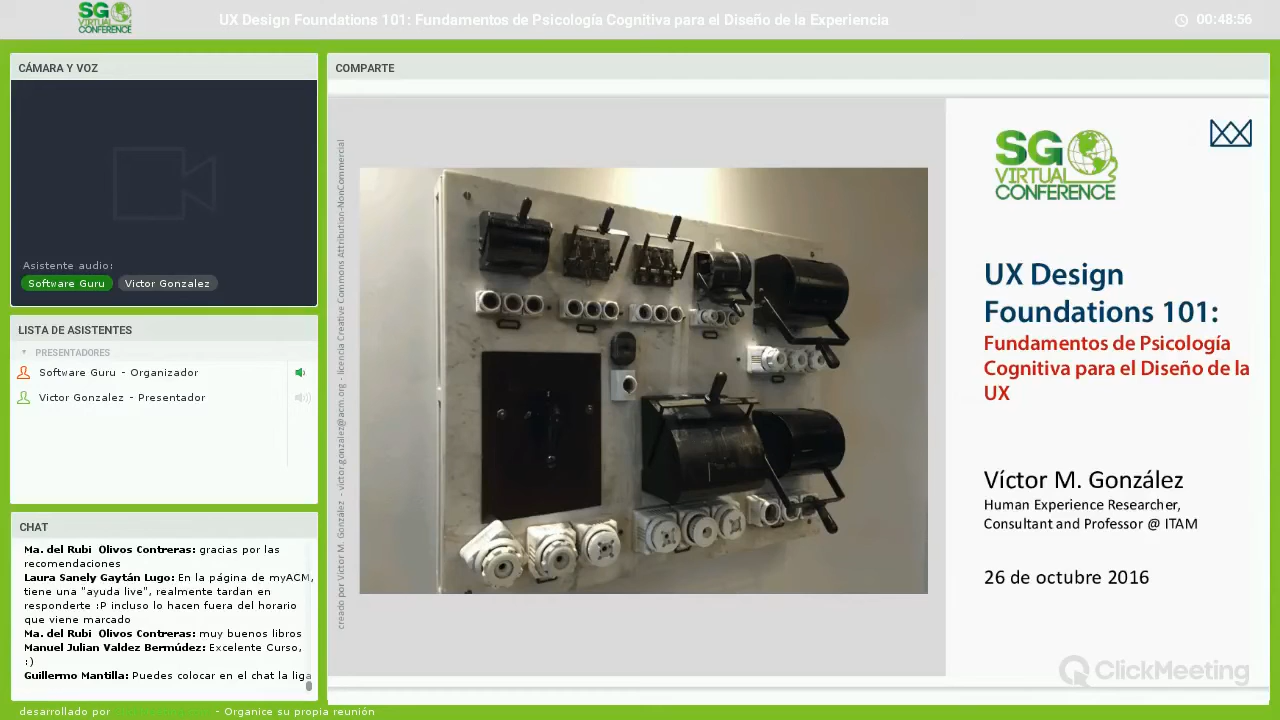 SG
VIRTUAL
CONFERENCE
UX Design Foundations 101: Fundamentos de Psicología Cognitiva para el Diseño de la Experiencia
00:48:56
CÁMARA Y VOZ
Asistente audio:
Software Guru
Victor Gonzalez
LISTA DE ASISTENTES
PRESENTADORES
Software Guru - Organizador
Victor Gonzalez - Presentador
CHAT
Ma. del Rubi Olivos Contreras: gracias por las
recomendaciones
Laura Sanely Gaytán Lugo: En la página de myACM,
tiene una "ayuda live", realmente tardan en
responderte :P incluso lo hacen fuera del horario
que viene marcado
Ma. del Rubi Olivos Contreras: muy buenos libros
Manuel Julian Valdez Bermúdez: Excelente Curso,
:)
Guillermo Mantilla: Puedes colocar en el chat la liga
desarrollado por
- Organice su propia reunión
COMPARTE
creado por Víctor M. González - victor.gonzalez@acm.org - licencia Creative Commons Attribution-NonCommercial
SG
VIRTUAL
CONFERENCE
UX Design
Foundations 101:
Fundamentos de Psicología
Cognitiva para el Diseño de la
UX
Víctor M. González
Human Experience Researcher,
Consultant and Professor @ ITAM
26 de octubre 2016
ClickMeeting